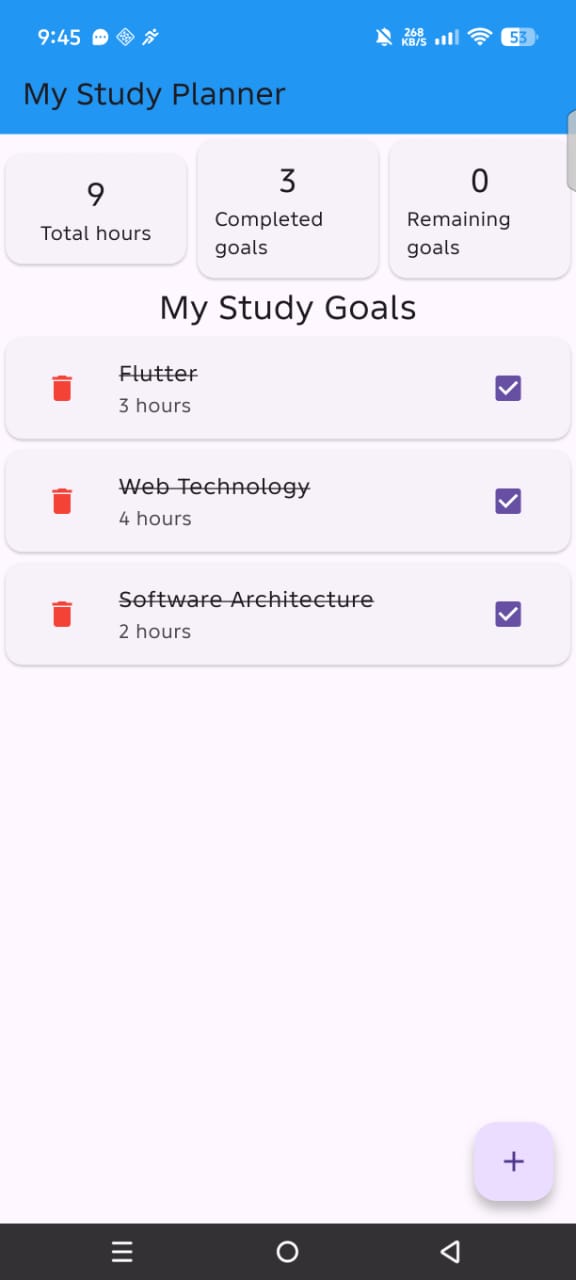 9:45 268 KB/S 53
My Study Planner
9
Total hours
3
Completed
goals
0
Remaining
goals
My Study Goals
Flutter
3 hours
Web Technology
4 hours
Software Architecture
2 hours
+